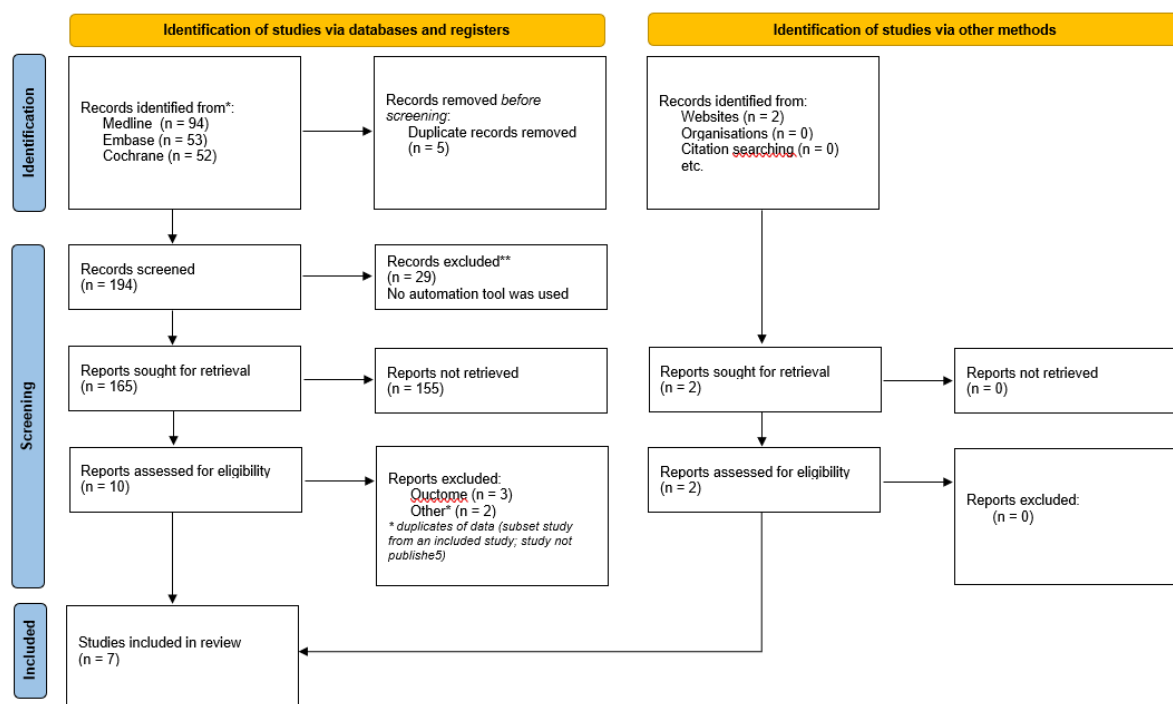 Identification of studies via databases and registers
Identification of studies via other methods
Identification
Records identified from*:
Medline (n = 94)
Embase (n = 53)
Cochrane (n = 52)
Records removed before
screening:
Duplicate records removed
(n = 5)
Records identified from:
Websites (n = 2)
Organisations (n = 0)
Citation searching (n = 0)
etc.
Screening
Records screened
(n = 194)
Records excluded**
(n = 29)
No automation tool was used
Reports sought for retrieval
(n = 165)
Reports not retrieved
(n = 155)
Reports sought for retrieval
(n = 2)
Reports not retrieved
(n = 0)
Reports assessed for eligibility
(n = 10)
Reports excluded:
Ouctome (n = 3)
Other* (n = 2)
* duplicates of data (subset study
from an included study; study not
publishe5)
Reports assessed for eligibility
(n = 2)
Reports excluded:
(n = 0)
Included
Studies included in review
(n = 7)